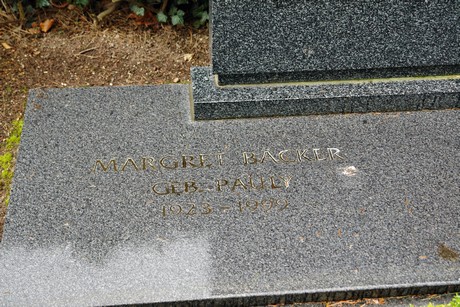 MARGRET BÄCKER
GEB. PAULY
1923 - 1999